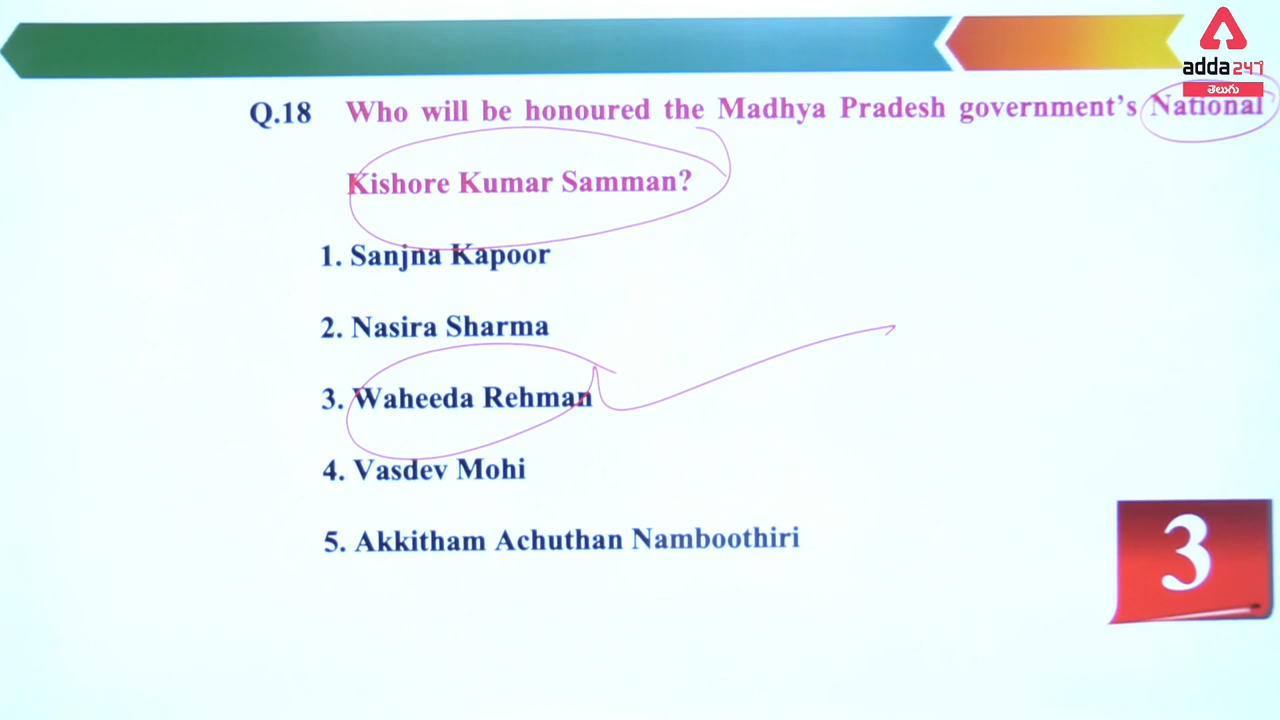 adda247
తెలుగు
Q.18 Who will be honoured the Madhya Pradesh government's National
Kishore Kumar Samman?
1. Sanjna Kapoor
2. Nasira Sharma
3. Waheeda Rehman
4. Vasdev Mohi
5. Akkitham Achuthan Namboothiri
3